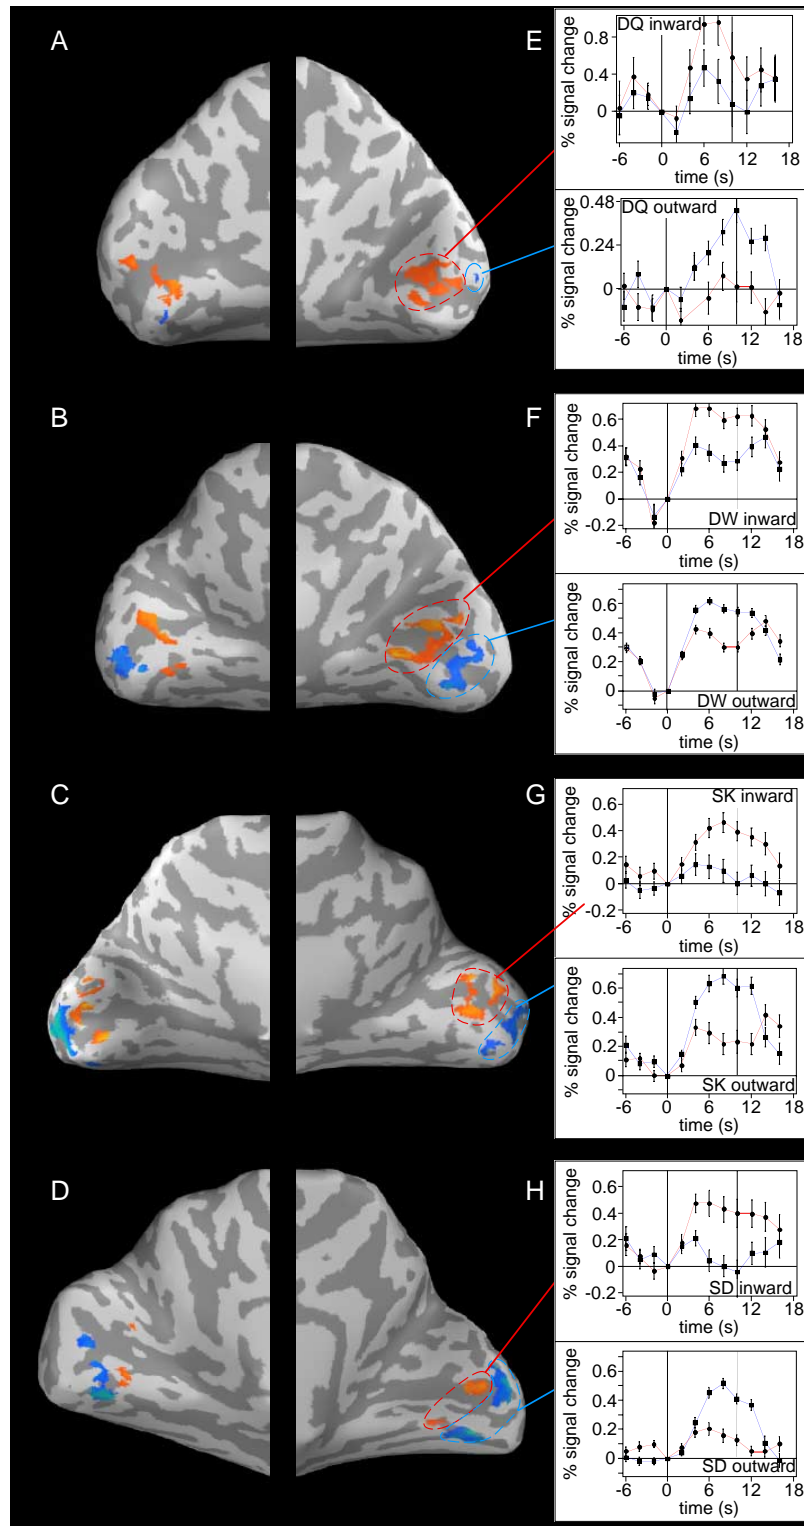 A
E
DQ inward
% signal change
0.8
0.4
0
-6 0 6 12 18
time (s)
DQ outward
% signal change
0.48
0.24
0
-6 0 6 12 18
time (s)
B
F
% signal change
0.6
0.4
0.2
0
-0.2
DW inward
-6 0 6 12 18
time (s)
% signal change
0.6
0.4
0.2
0
DW outward
-6 0 6 12 18
time (s)
C
G
SK inward
% signal change
0.6
0.4
0.2
0
-0.2
-6 0 6 12 18
time (s)
% signal change
0.6
0.4
0.2
0
SK outward
-6 0 6 12 18
time (s)
D
H
% signal change
0.6
0.4
0.2
0
-0.2
SD inward
-6 0 6 12 18
time (s)
% signal change
0.6
0.4
0.2
0
SD outward
-6 0 6 12 18
time (s)